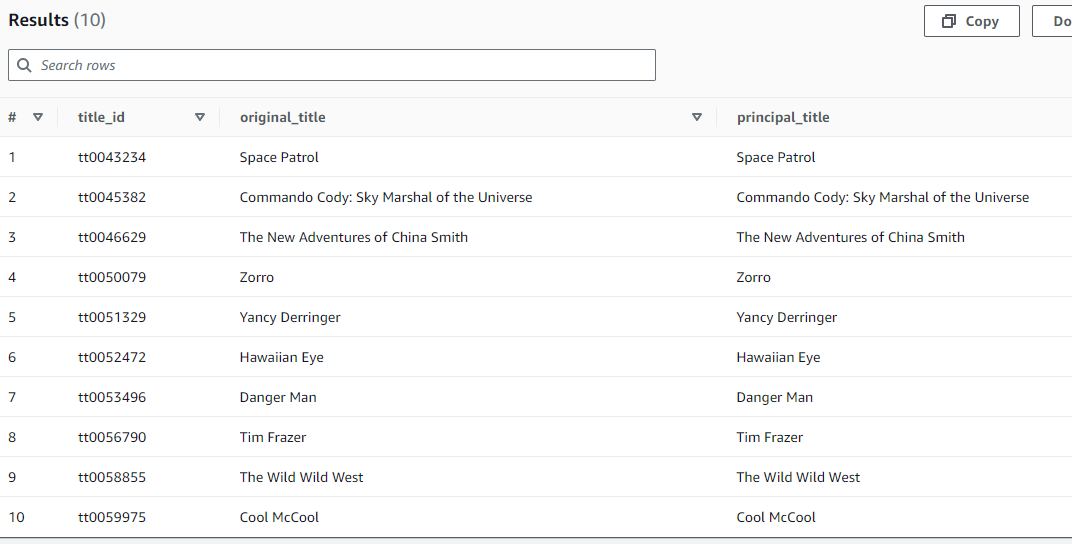 Results (10)
Copy
Do
Search rows
# title_id original_title principal_title
1 tt0043234 Space Patrol Space Patrol
2 tt0045382 Commando Cody: Sky Marshal of the Universe Commando Cody: Sky Marshal of the Universe
3 tt0046629 The New Adventures of China Smith The New Adventures of China Smith
4 tt0050079 Zorro Zorro
5 tt0051329 Yancy Derringer Yancy Derringer
6 tt0052472 Hawaiian Eye Hawaiian Eye
7 tt0053496 Danger Man Danger Man
8 tt0056790 Tim Frazer Tim Frazer
9 tt0058855 The Wild Wild West The Wild Wild West
10 tt0059975 Cool McCool Cool McCool